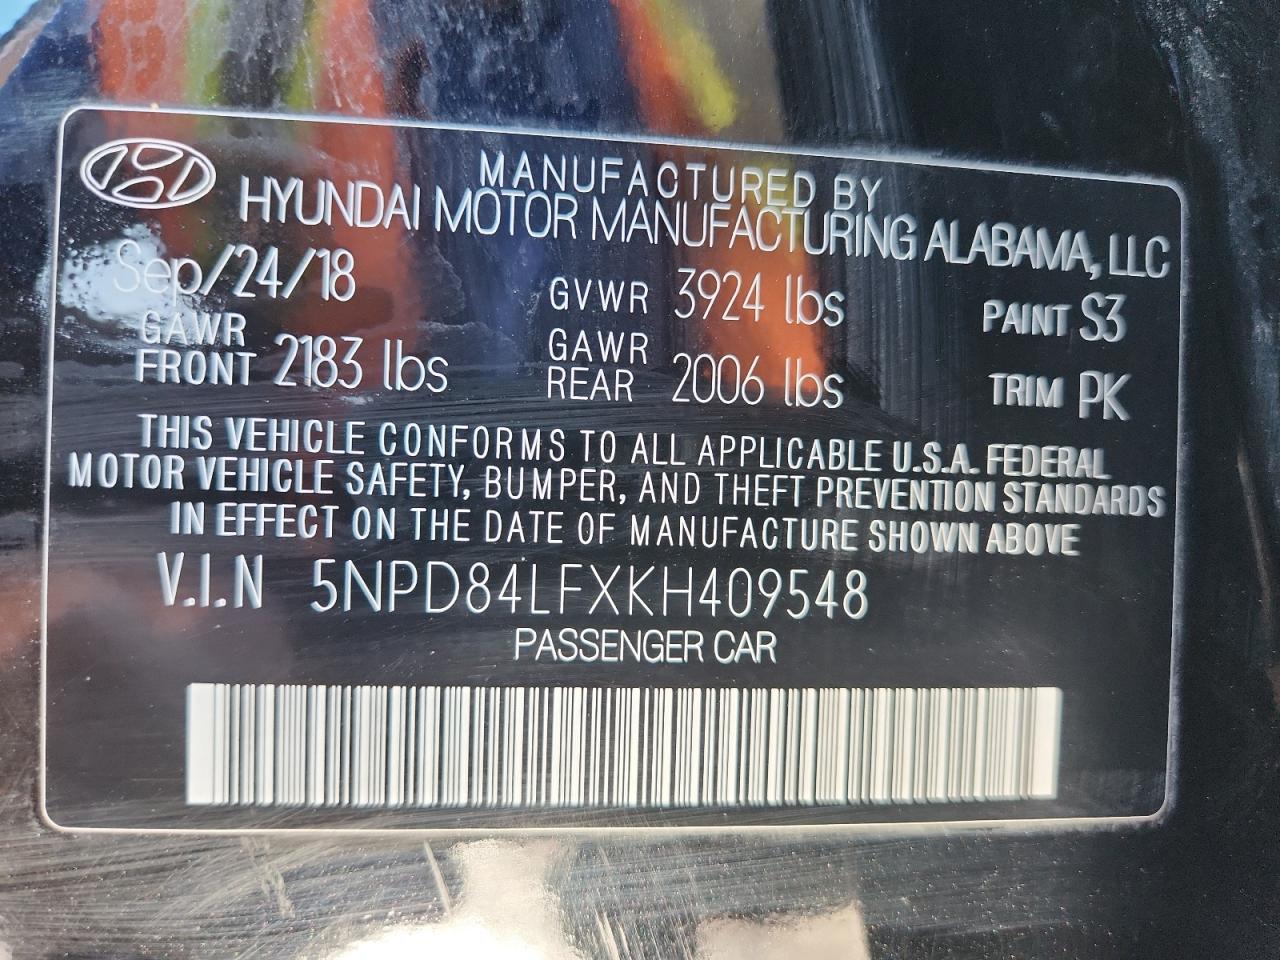 MANUFACTURED BY
HYUNDAI MOTOR MANUFACTURING ALABAMA, LLC
Sep/24/18 GVWR 3924 lbs PAINT S3
GAWR FRONT 2183 lbs GAWR REAR 2006 lbs TRIM PK
THIS VEHICLE CONFORMS TO ALL APPLICABLE U.S.A. FEDERAL
MOTOR VEHICLE SAFETY, BUMPER, AND THEFT PREVENTION STANDARDS
IN EFFECT ON THE DATE OF MANUFACTURE SHOWN ABOVE
V.I.N 5NPD84LFXKH409548
PASSENGER CAR